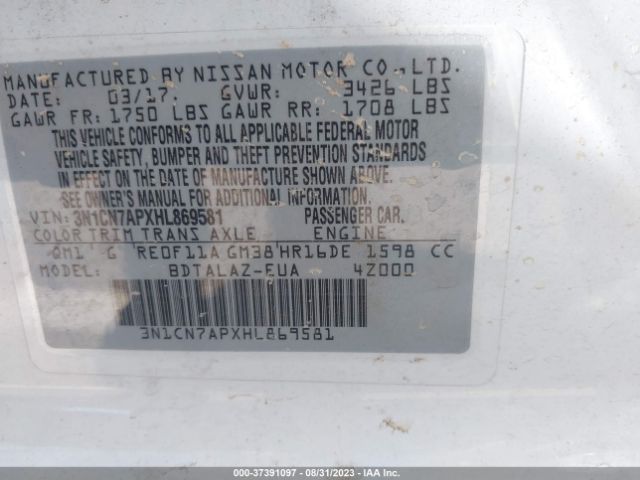 MANUFACTURED BY NISSAN MOTOR CO., LTD.
DATE: 03/17. GVWR: 3426 LBS
GAWR FR: 1750 LBS GAWR RR: 1708 LBS
THIS VEHICLE CONFORMS TO ALL APPLICABLE FEDERAL MOTOR
VEHICLE SAFETY, BUMPER AND THEFT PREVENTION STANDARDS
IN EFFECT ON THE DATE OF MANUFACTURE SHOWN ABOVE.
SEE OWNER'S MANUAL FOR ADDITIONAL INFORMATION.
VIN: 3N1CN7APXHL869581 PASSENGER CAR
COLOR TRIM TRANS AXLE ENGINE
QM1 G RE0F11A GM38 HR16DE 1598 CC
MODEL: BDTALAZ-EUA 4Z000
3N1CN7APXHL869581
000-37391097 - 08/31/2023 - IAAI.com